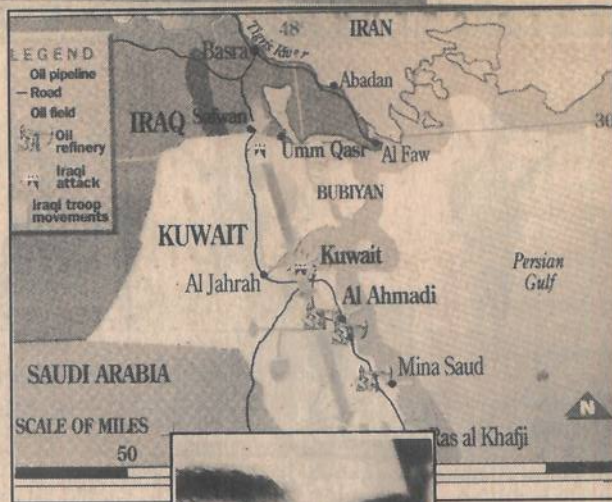 48
IRAN
Tigris River
Basra
LEGEND
Oil pipeline
Road
Oil field
Oil refinery
Iraqi attack
Iraqi troop movements
Abadan
IRAQ
Safwan
30
Umm Qasr
Al Faw
BUBIYAN
KUWAIT
Kuwait
Persian
Gulf
Al Jahrah
Al Ahmadi
SAUDI ARABIA
Mina Saud
N
SCALE OF MILES
Ras al Khafji
50